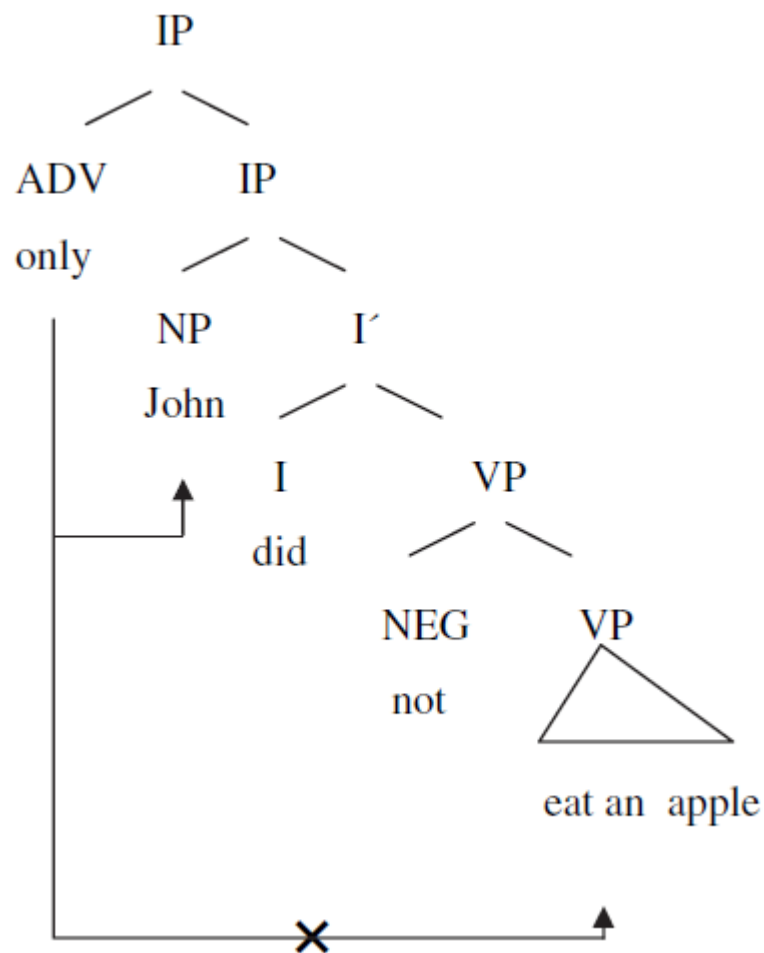 IP
ADV IP
only
NP I´
John
I VP
did
NEG VP
not
eat an apple